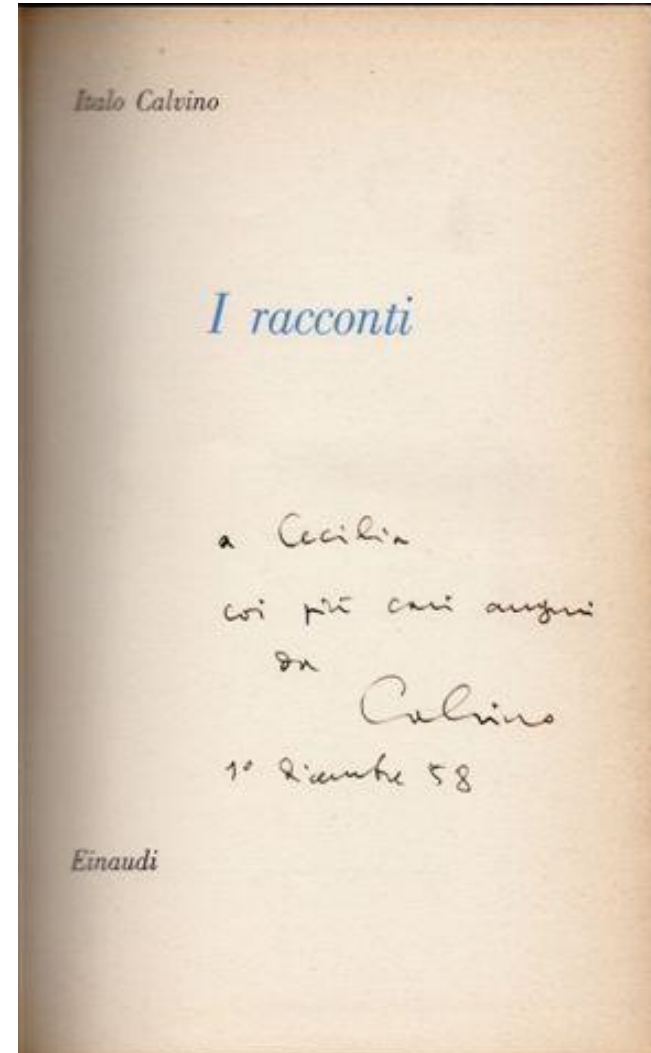 Italo Calvino
I racconti
a Cecilia
coi più cari auguri
da
Calvino
1° dicembre 58
Einaudi